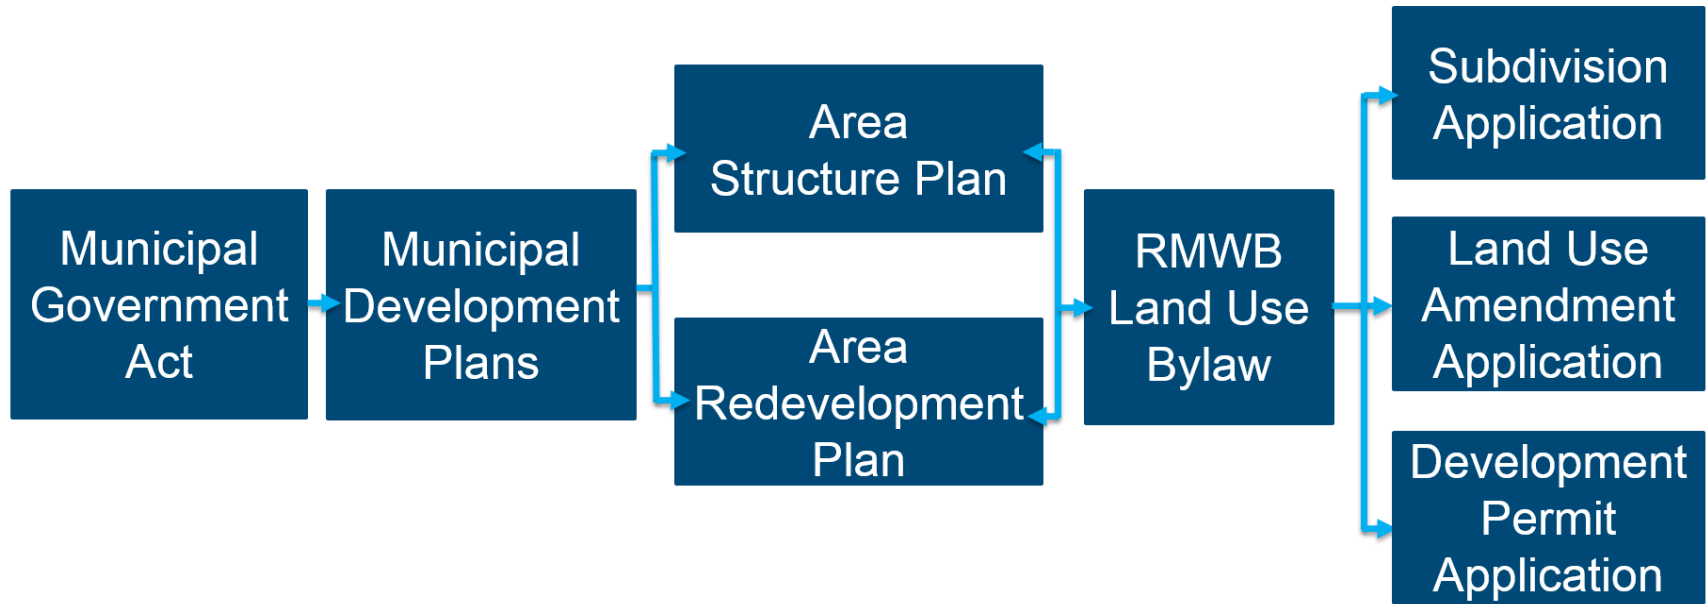 Municipal
Government
Act
Municipal
Development
Plans
Area
Structure Plan
Area
Redevelopment
Plan
RMWB
Land Use
Bylaw
Subdivision
Application
Land Use
Amendment
Application
Development
Permit
Application